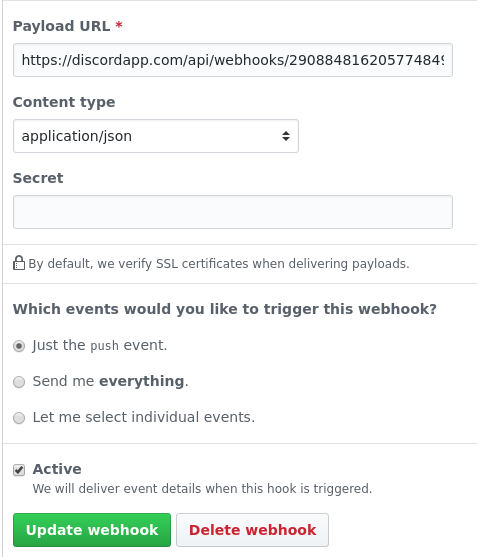 Payload URL *
https://discordapp.com/api/webhooks/290884816205774849
Content type
application/json
Secret
By default, we verify SSL certificates when delivering payloads.
Which events would you like to trigger this webhook?
Just the push event.
Send me everything.
Let me select individual events.
Active
We will deliver event details when this hook is triggered.
Update webhook Delete webhook